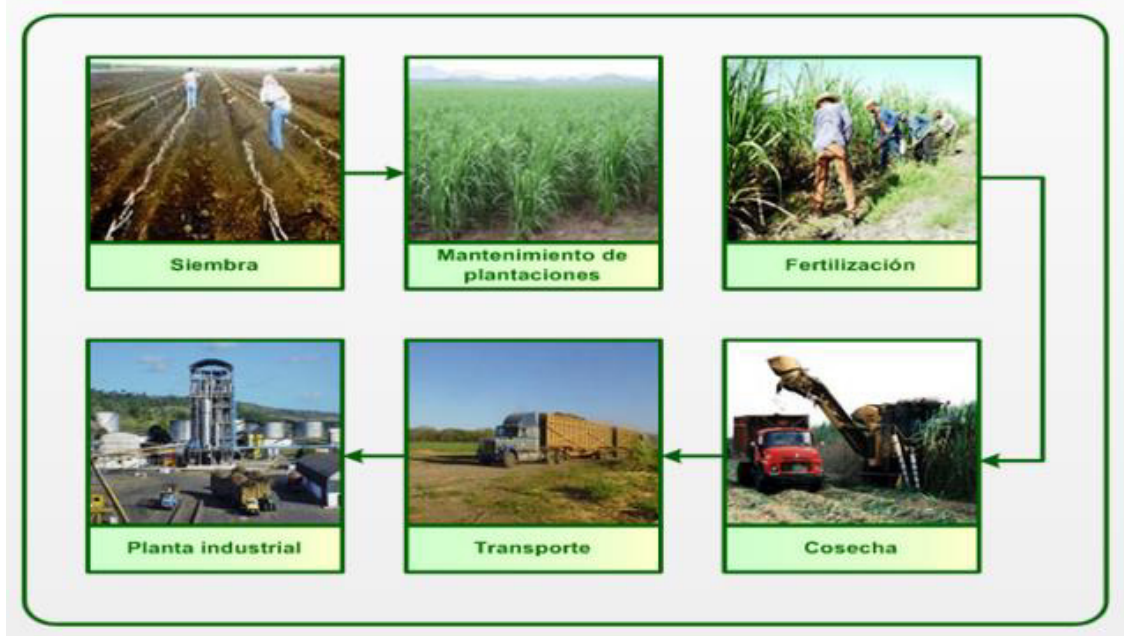 Siembra
Mantenimiento de
plantaciones
Fertilización
Planta industrial
Transporte
Cosecha